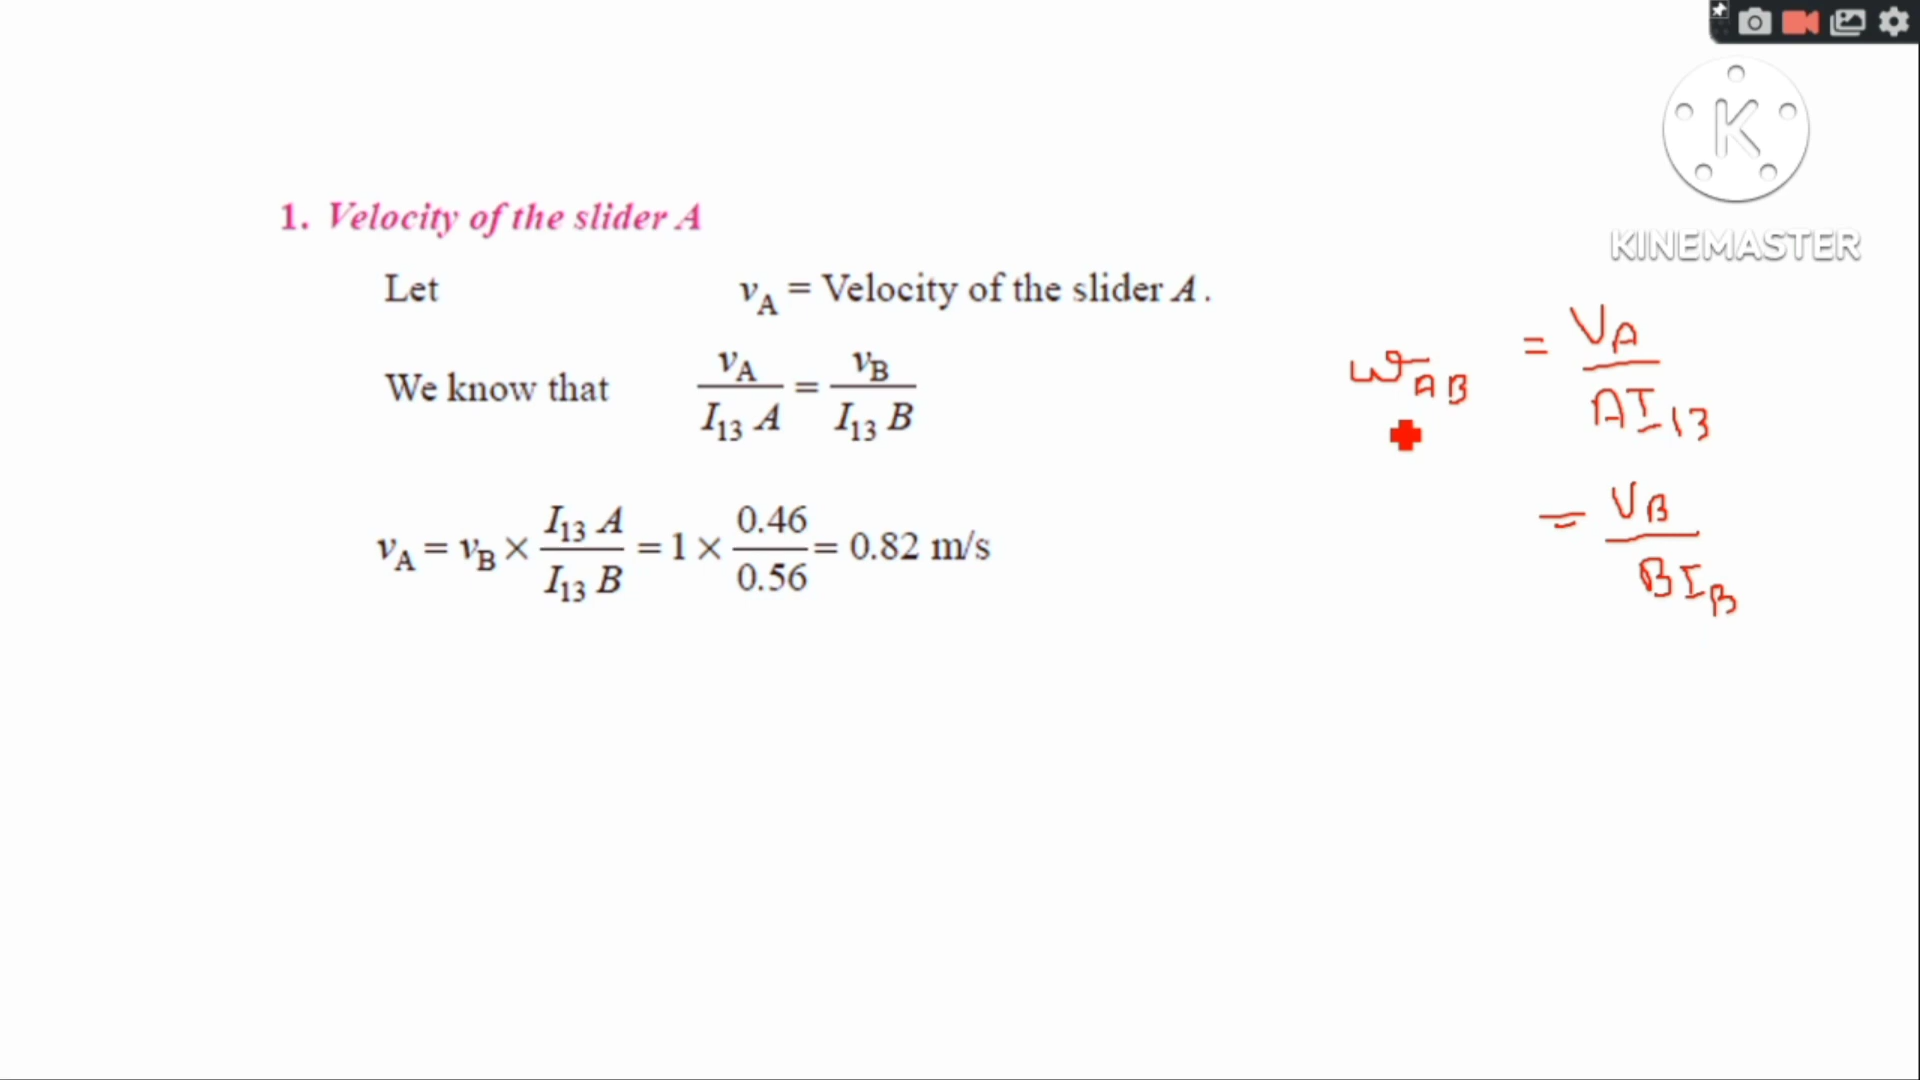 K
KINEMASTER
1. Velocity of the slider A
Let v_A = Velocity of the slider A.
We know that v_A / I_13 A = v_B / I_13 B
v_A = v_B × I_13 A / I_13 B = 1 × 0.46 / 0.56 = 0.82 m/s
ω_AB = V_A / AI_13
= V_B / BI_B